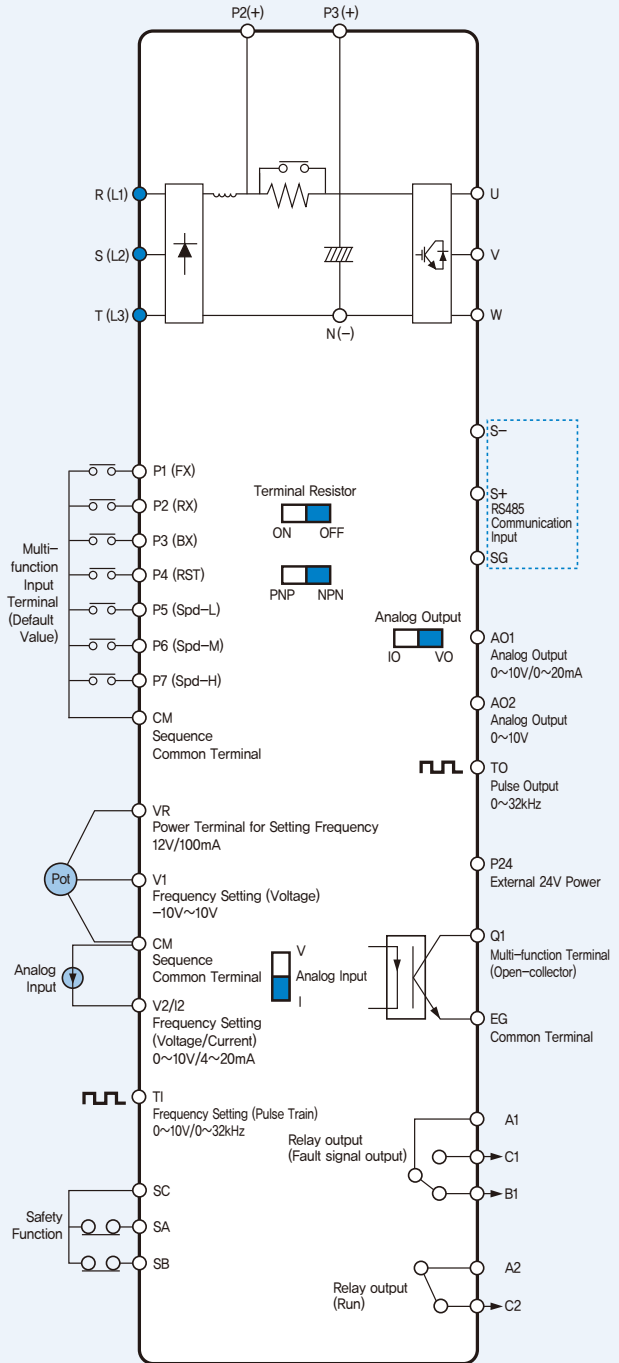 P2(+)
P3(+)
R (L1)
S (L2)
T (L3)
U
V
W
N(-)
S-
S+
RS485
Communication
Input
SG
Multi-
function
Input
Terminal
(Default
Value)
P1 (FX)
P2 (RX)
P3 (BX)
P4 (RST)
P5 (Spd-L)
P6 (Spd-M)
P7 (Spd-H)
CM
Sequence
Common Terminal
Terminal Resistor
ON OFF
PNP NPN
Analog Output
IO VO
AO1
Analog Output
0~10V/0~20mA
AO2
Analog Output
0~10V
TO
Pulse Output
0~32kHz
VR
Power Terminal for Setting Frequency
12V/100mA
Pot
V1
Frequency Setting (Voltage)
-10V~10V
CM
Sequence
Common Terminal
Analog
Input
V2/I2
Frequency Setting
(Voltage/Current)
0~10V/4~20mA
V
Analog Input
I
P24
External 24V Power
Q1
Multi-function Terminal
(Open-collector)
EG
Common Terminal
TI
Frequency Setting (Pulse Train)
0~10V/0~32kHz
Relay output
(Fault signal output)
A1
C1
B1
Safety
Function
SC
SA
SB
Relay output
(Run)
A2
C2